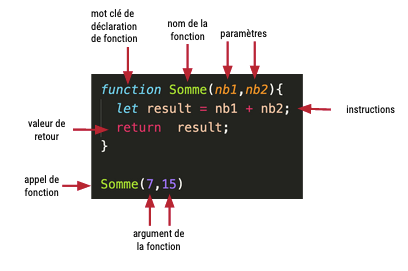 mot clé de
déclaration
de fonction
nom de la
fonction
paramètres
function Somme(nb1,nb2){
let result = nb1 + nb2;
instructions
valeur de
retour
return  result;
}
appel de
fonction
Somme(7,15)
argument de
la fonction